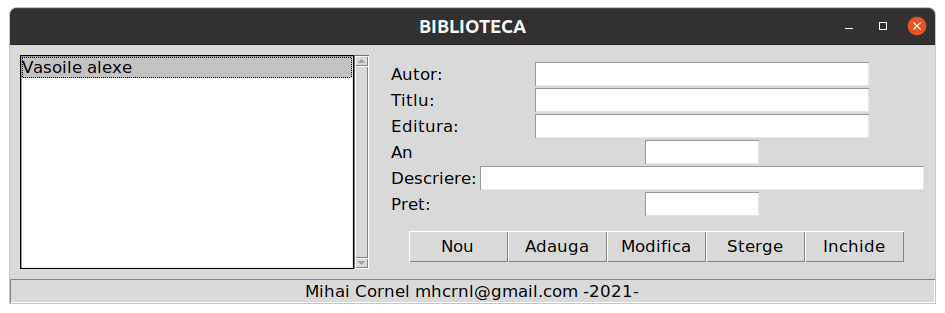 BIBLIOTECA
Vasoile alexe
Autor:
Titlu:
Editura:
An
Descriere:
Pret:
Nou Adauga Modifica Sterge Inchide
Mihai Cornel mhcrnl@gmail.com -2021-